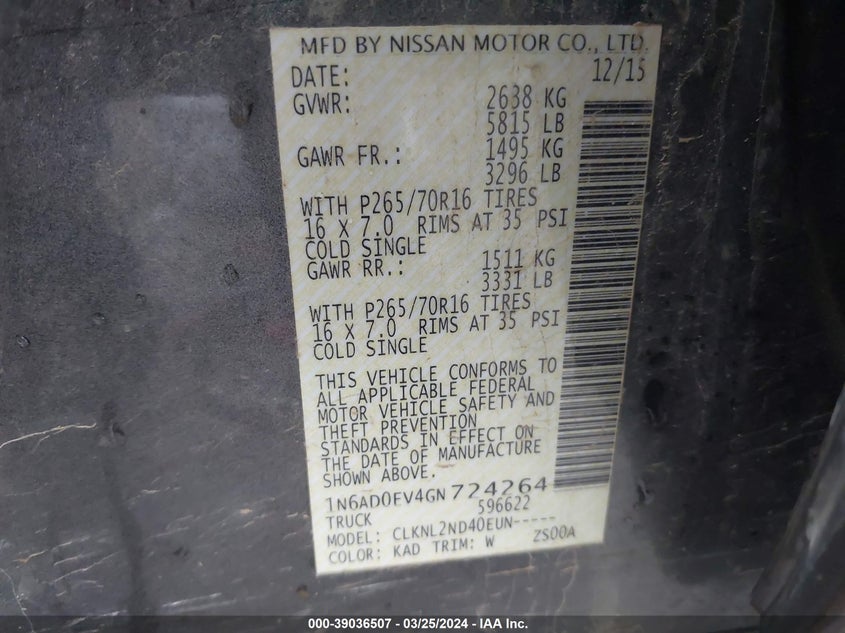 MFD BY NISSAN MOTOR CO., LTD.
DATE: 12/15
GVWR: 2638 KG
5815 LB
GAWR FR.: 1495 KG
3296 LB
WITH P265/70R16 TIRES
16 X 7.0 RIMS AT 35 PSI
COLD SINGLE
GAWR RR.: 1511 KG
3331 LB
WITH P265/70R16 TIRES
16 X 7.0 RIMS AT 35 PSI
COLD SINGLE
THIS VEHICLE CONFORMS TO
ALL APPLICABLE FEDERAL
MOTOR VEHICLE SAFETY AND
THEFT PREVENTION
STANDARDS IN EFFECT ON
THE DATE OF MANUFACTURE
SHOWN ABOVE.
1N6AD0EV4GN724264
TRUCK 596622
MODEL: CLKNL2ND40EUN-----
COLOR: KAD TRIM: W ZS00A
000-39036507 - 03/25/2024 - IAA Inc.